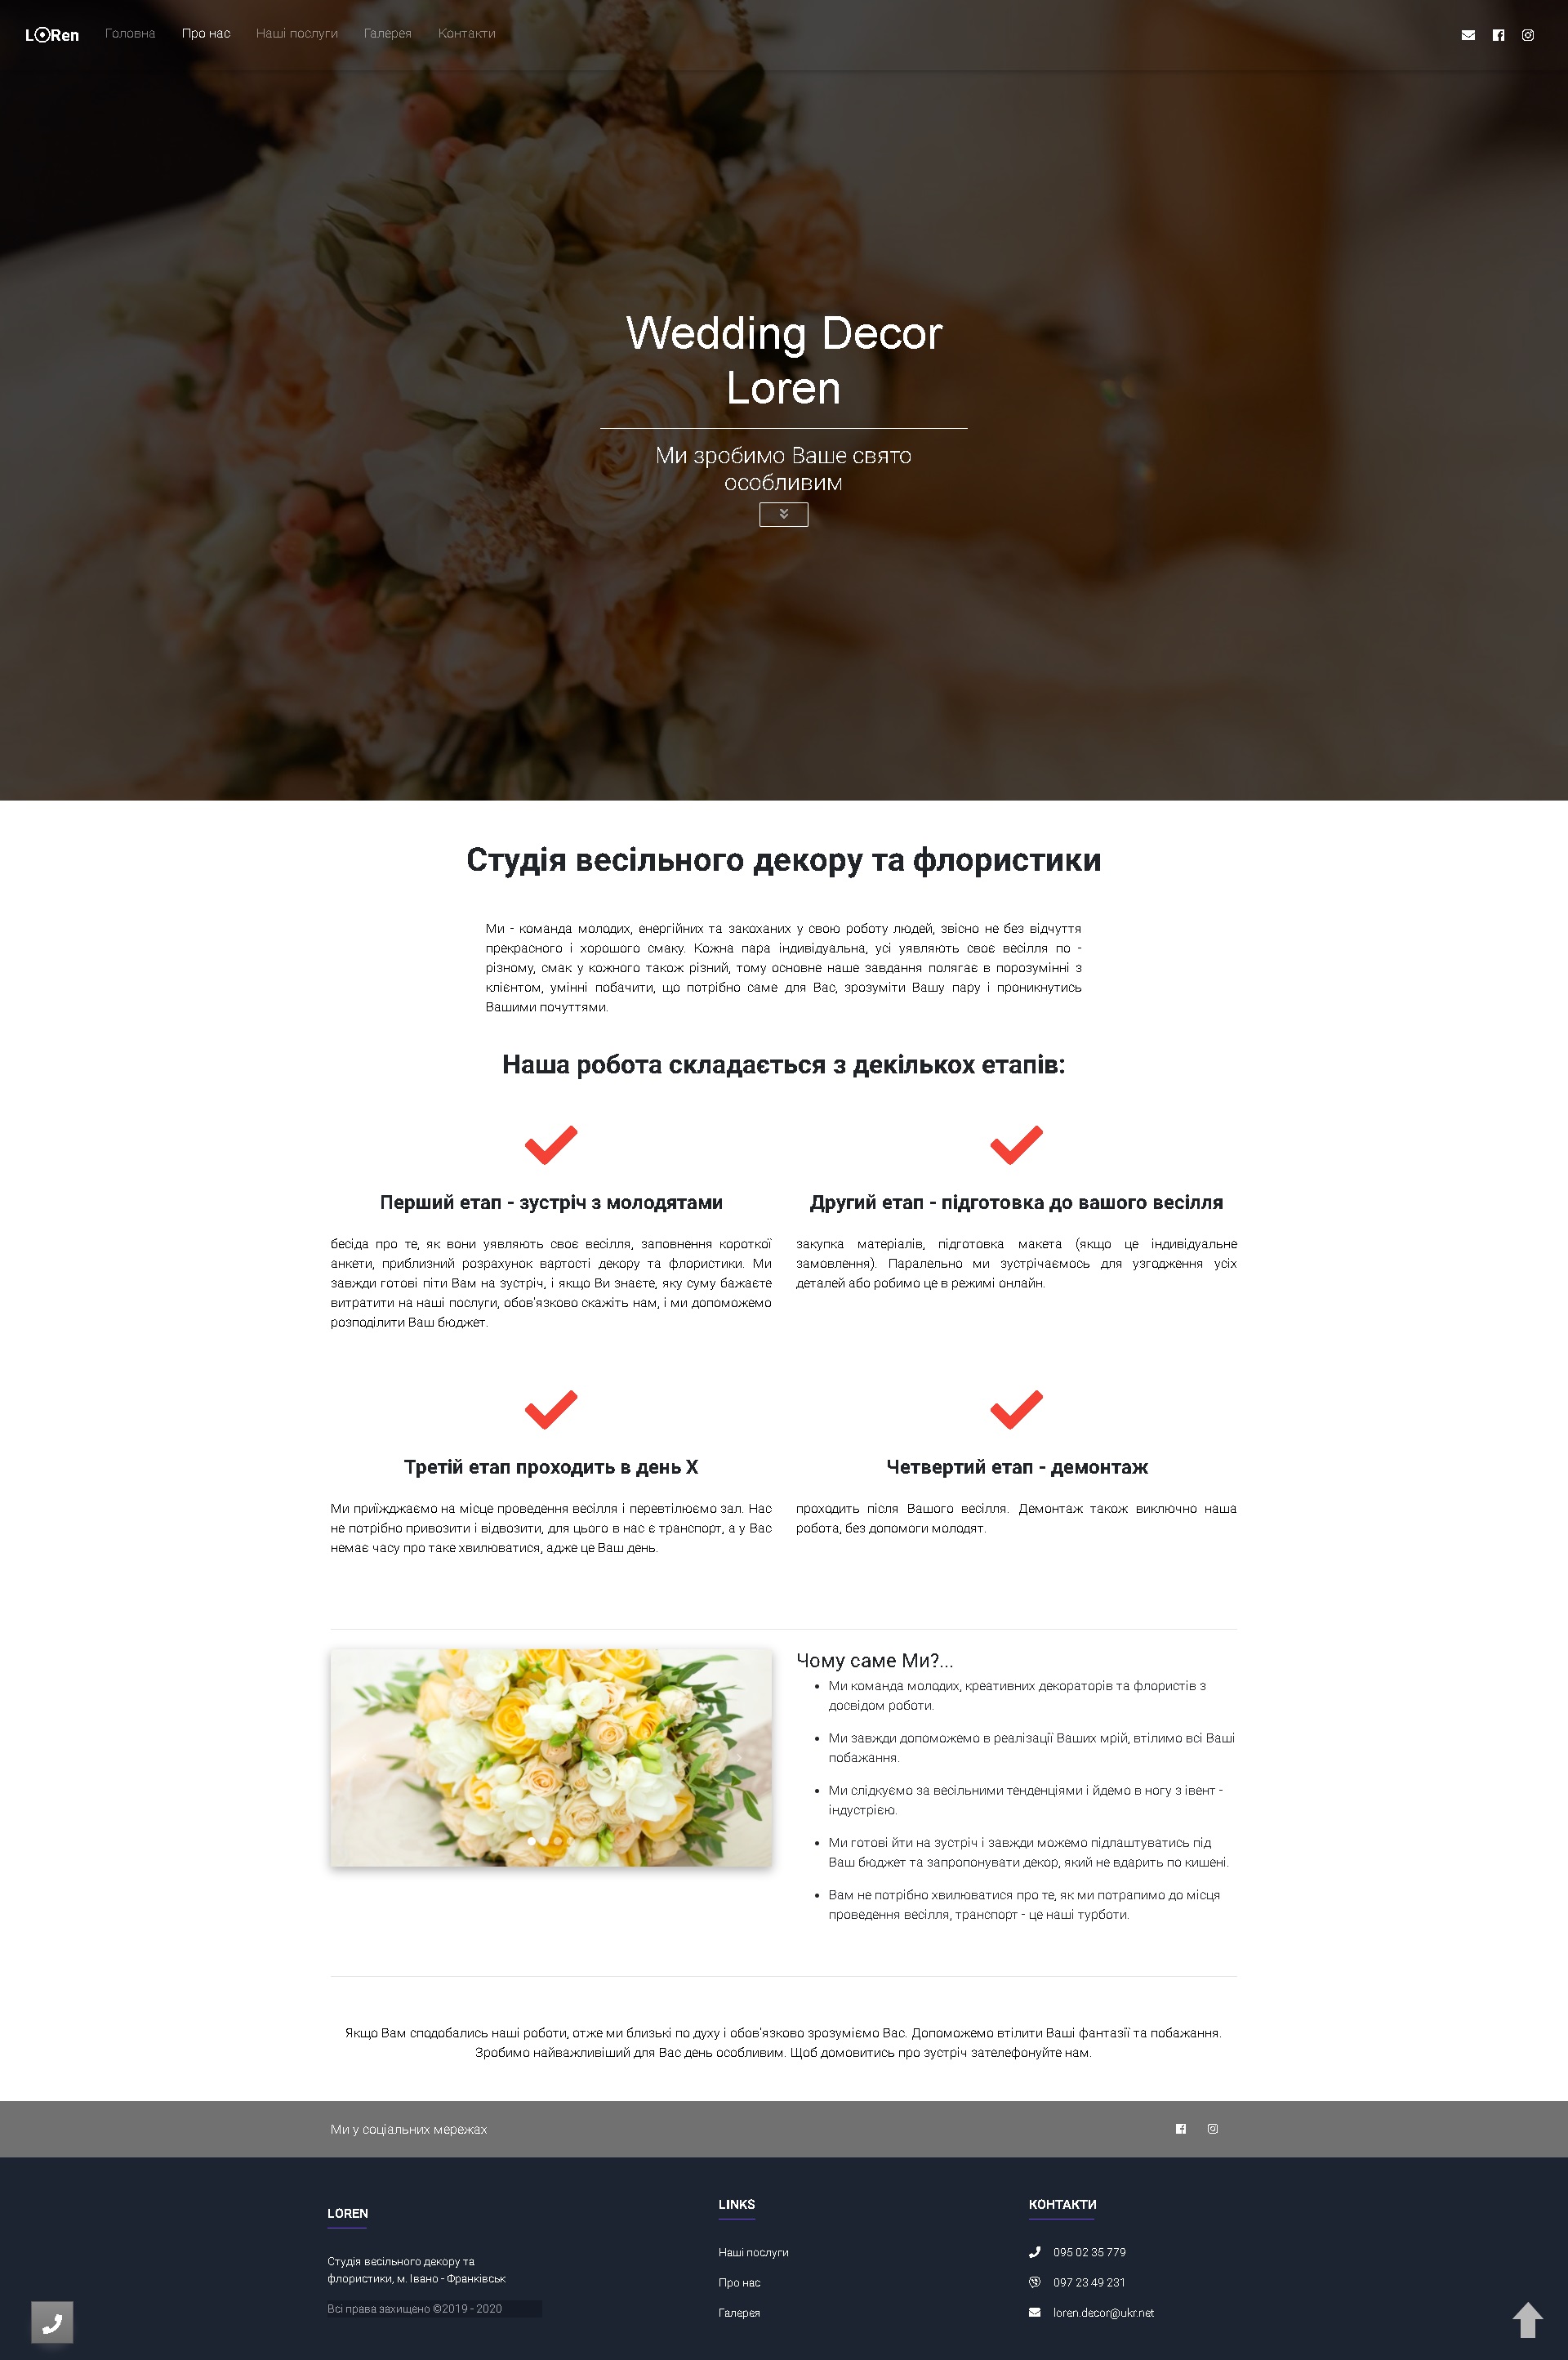 LORen
Головна
Про нас
Наші послуги
Галерея
Контакти
Wedding Decor
Loren
Ми зробимо Ваше свято
особливим
Студія весільного декору та флористики
Ми - команда молодих, енергійних та закоханих у свою роботу людей, звісно не без відчуття
прекрасного і хорошого смаку. Кожна пара індивідуальна, усі уявляють своє весілля по -
різному, смак у кожного також різний, тому основне наше завдання полягає в порозумінні з
клієнтом, умінні побачити, що потрібно саме для Вас, зрозуміти Вашу пару і проникнутись
Вашими почуттями.
Наша робота складається з декількох етапів:
Перший етап - зустріч з молодятами
бесіда про те, як вони уявляють своє весілля, заповнення короткої
анкети, приблизний розрахунок вартості декору та флористики. Ми
завжди готові піти Вам на зустріч, і якщо Ви знаєте, яку суму бажаєте
витратити на наші послуги, обов'язково скажіть нам, і ми допоможемо
розподілити Ваш бюджет.
Другий етап - підготовка до вашого весілля
закупка матеріалів, підготовка макета (якщо це індивідуальне
замовлення). Паралельно ми зустрічаємось для узгодження усіх
деталей або робимо це в режимі онлайн.
Третій етап проходить в день Х
Ми приїжджаємо на місце проведення весілля і перевтілюємо зал. Нас
не потрібно привозити і відвозити, для цього в нас є транспорт, а у Вас
немає часу про таке хвилюватися, адже це Ваш день.
Четвертий етап - демонтаж
проходить після Вашого весілля. Демонтаж також виключно наша
робота, без допомоги молодят.
Чому саме Ми?...
• Ми команда молодих, креативних декораторів та флористів з
досвідом роботи.
• Ми завжди допоможемо в реалізації Ваших мрій, втілимо всі Ваші
побажання.
• Ми слідкуємо за весільними тенденціями і йдемо в ногу з івент -
індустрією.
• Ми готові йти на зустріч і завжди можемо підлаштуватись під
Ваш бюджет та запропонувати декор, який не вдарить по кишені.
• Вам не потрібно хвилюватися про те, як ми потрапимо до місця
проведення весілля, транспорт - це наші турботи.
Якщо Вам сподобались наші роботи, отже ми близькі по духу і обов'язково зрозуміємо Вас. Допоможемо втілити Ваші фантазії та побажання.
Зробимо найважливіший для Вас день особливим. Щоб домовитись про зустріч зателефонуйте нам.
Ми у соціальних мережах
LOREN
Студія весільного декору та
флористики, м. Івано - Франківськ
Всі права захищено ©2019 - 2020
LINKS
Наші послуги
Про нас
Галерея
КОНТАКТИ
095 02 35 779
097 23 49 231
loren.decor@ukr.net